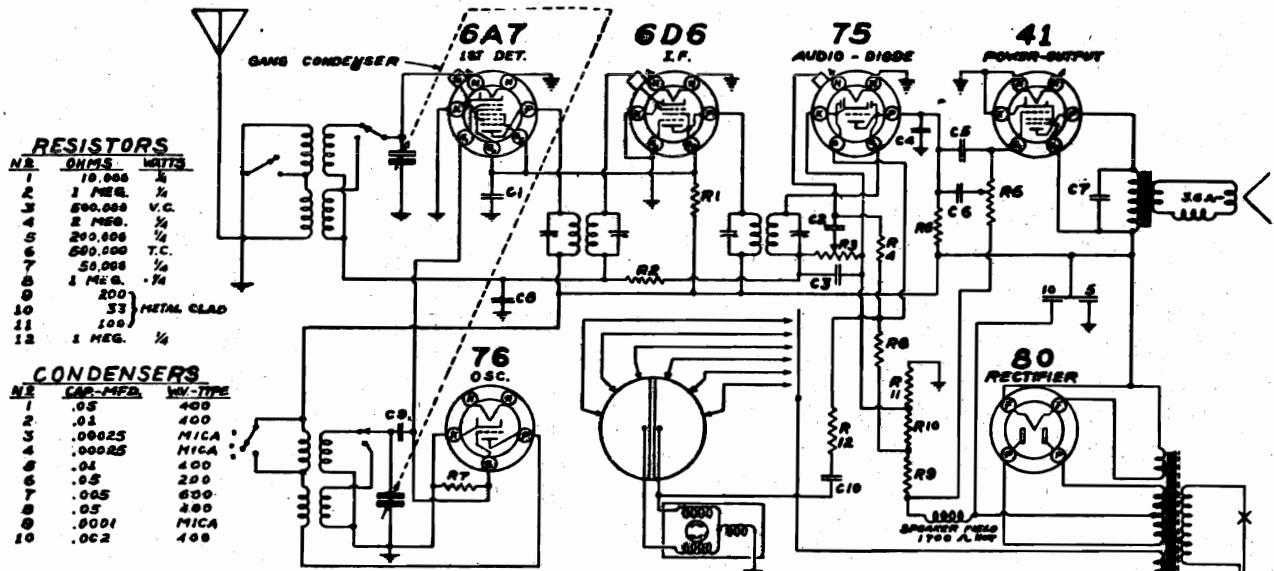 6A7
1ST DET.
6D6
I.F.
75
AUDIO - DIODE
41
POWER-OUTPUT
GANG CONDENSER
RESISTORS
NO. OHMS WATTS
1 10,000 ¼
2 1 MEG. ¼
3 500,000 V.C.
4 2 MEG. ¼
5 200,000 ¼
6 500,000 T.C.
7 50,000 ¼
8 1 MEG. ¼
9 200
10 33 METAL CLAD
11 100
12 1 MEG. ¼
CONDENSERS
NO. CAP.-MFD. W.V.-TYPE
1 .05 400
2 .01 400
3 .00025 MICA
4 .00025 MICA
5 .01 400
6 .05 200
7 .005 600
8 .05 400
9 .0001 MICA
10 .002 400
K H H P G
K H H P G
K H H P
K H H P G
C1
R1
C2
R3
C3
R4
C4
C5
C6
R5
R6
C7
3.6 Ω
R2
C8
10 5
76
OSC.
K H H P G
C9
R7
R8
R11
R10
R9
R12
C10
SPEAKER FIELD
1700 Ω HOT
80
RECTIFIER
F F P P